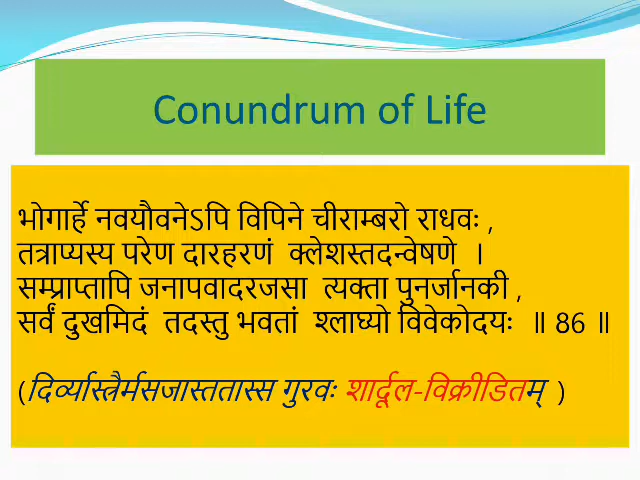 Conundrum of Life
भोगार्हे नवयौवनेऽपि विपिने चीराम्बरो राधवः ,
तत्राप्यस्य परेण दारहरणं क्लेशस्तदन्वेषणे ।
सम्प्राप्तापि जनापवादरजसा त्यक्ता पुनर्जानकी ,
सर्वं दुखमिदं तदस्तु भवतां श्लाघ्यो विवेकोदयः ॥ 86 ॥
(दिर्व्यास्त्रैर्मसजास्ततास्स गुरवः शार्दूल-विक्रीडितम् )